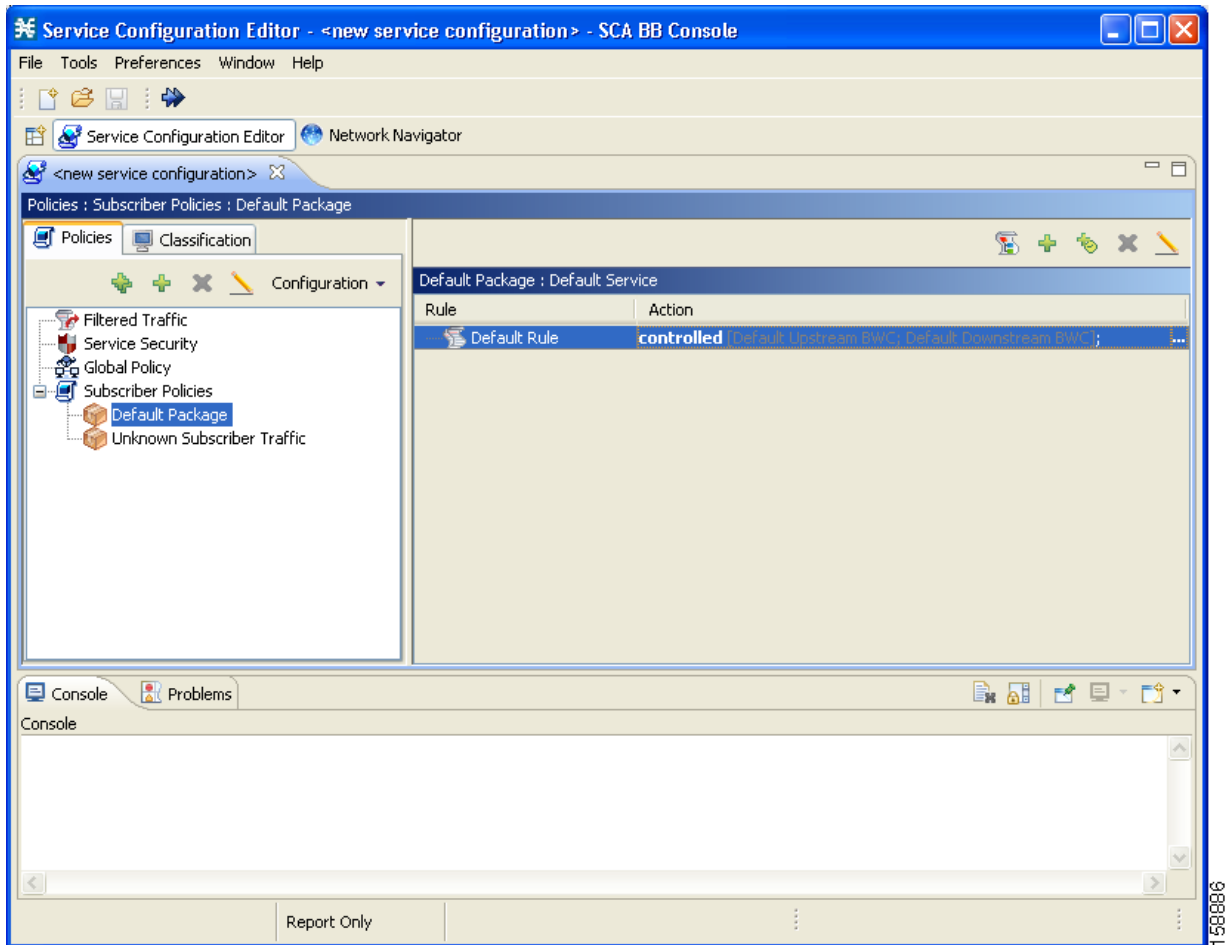 Service Configuration Editor - <new service configuration> - SCA BB Console
File Tools Preferences Window Help
Service Configuration Editor Network Navigator
<new service configuration>
Policies : Subscriber Policies : Default Package
Policies Classification
Configuration
Filtered Traffic
Service Security
Global Policy
Subscriber Policies
Default Package
Unknown Subscriber Traffic
Default Package : Default Service
Rule Action
Default Rule controlled [Default Upstream BWC; Default Downstream BWC]; ...
Console Problems
Console
Report Only
158886